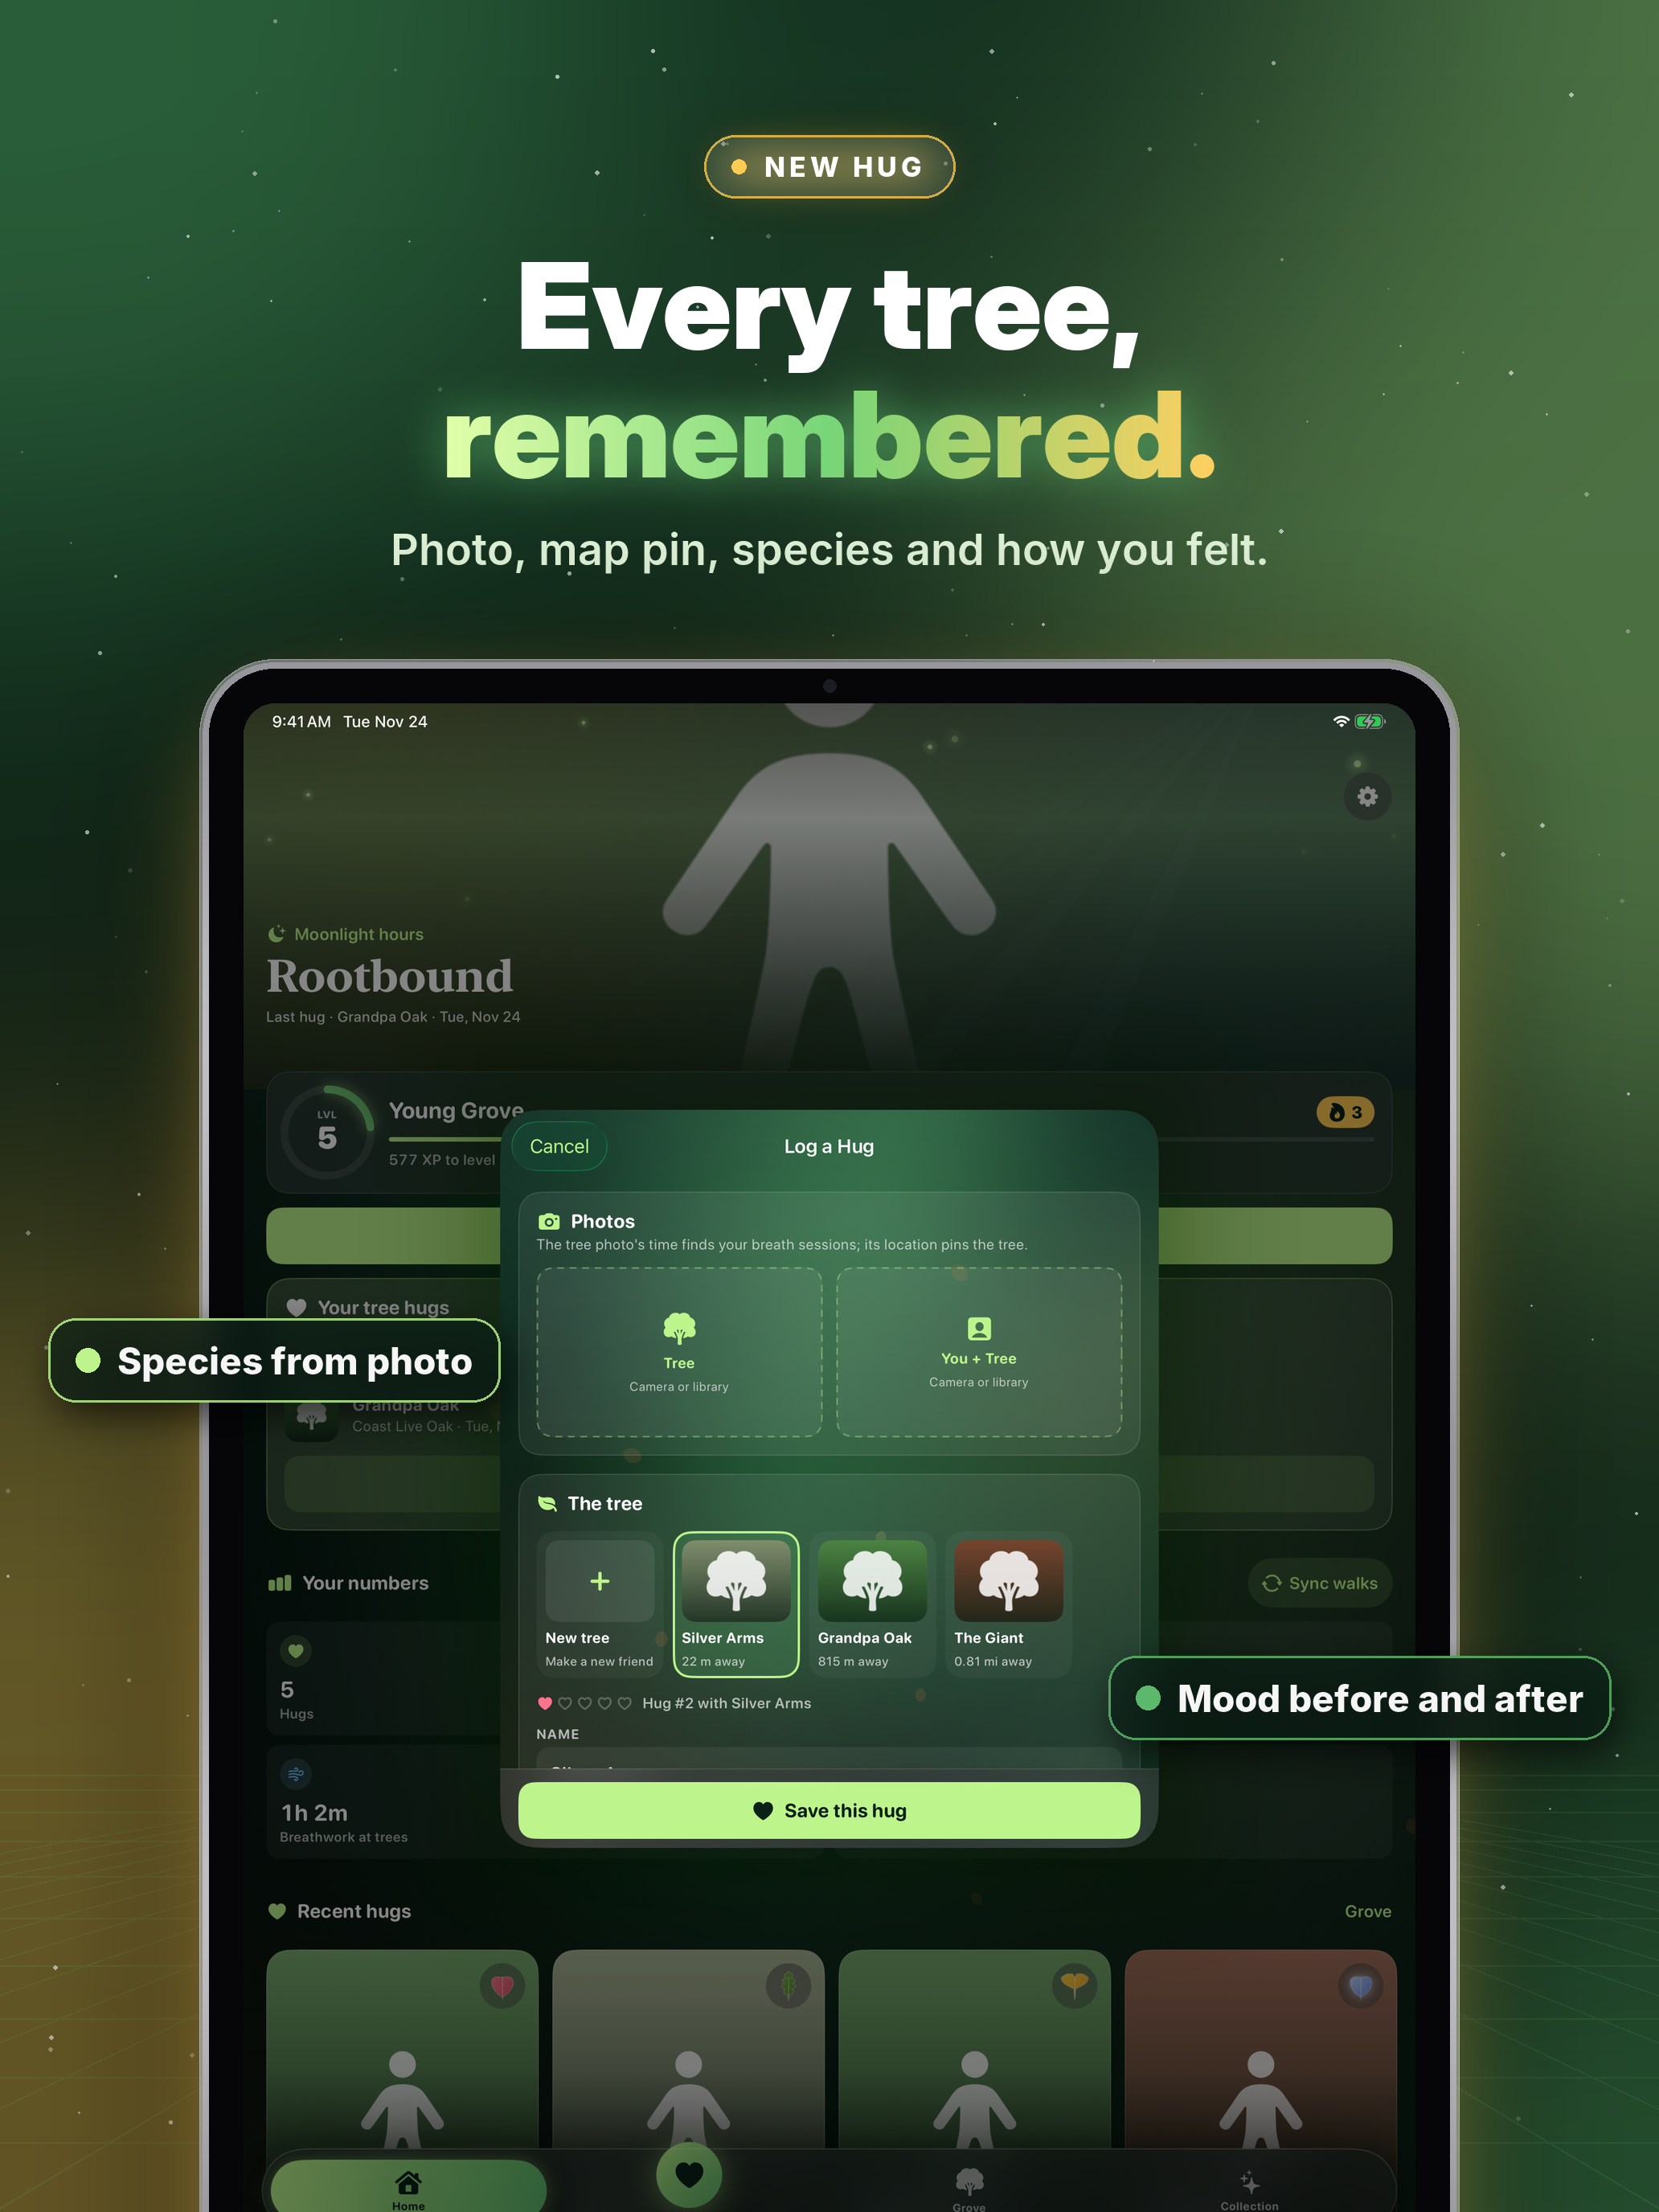 NEW HUG
Every tree,
remembered.
Photo, map pin, species and how you felt.
9:41 AM Tue Nov 24
Moonlight hours
Rootbound
Last hug · Grandpa Oak · Tue, Nov 24
LVL
5
Young Grove
577 XP to level
3
Cancel
Log a Hug
Photos
The tree photo's time finds your breath sessions; its location pins the tree.
Tree
Camera or library
You + Tree
Camera or library
Your tree hugs
Species from photo
Grandpa Oak
Coast Live Oak · Tue,
The tree
New tree
Make a new friend
Silver Arms
22 m away
Grandpa Oak
815 m away
The Giant
0.81 mi away
Hug #2 with Silver Arms
NAME
Save this hug
Your numbers
Sync walks
5
Hugs
Mood before and after
1h 2m
Breathwork at trees
Recent hugs
Grove
Home
Grove
Collection